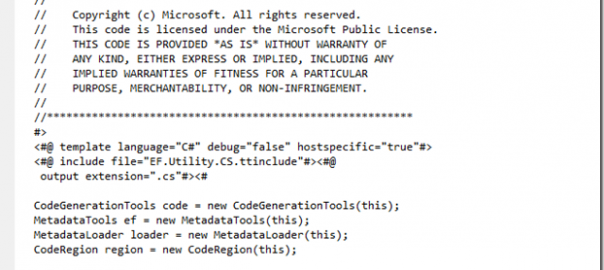 //
//    Copyright (c) Microsoft. All rights reserved.
//    This code is licensed under the Microsoft Public License.
//    THIS CODE IS PROVIDED *AS IS* WITHOUT WARRANTY OF
//    ANY KIND, EITHER EXPRESS OR IMPLIED, INCLUDING ANY
//    IMPLIED WARRANTIES OF FITNESS FOR A PARTICULAR
//    PURPOSE, MERCHANTABILITY, OR NON-INFRINGEMENT.
//
//*********************************************************
#>
<#@ template language="C#" debug="false" hostspecific="true"#>
<#@ include file="EF.Utility.CS.ttinclude"#><#@
 output extension=".cs"#><#
CodeGenerationTools code = new CodeGenerationTools(this);
MetadataTools ef = new MetadataTools(this);
MetadataLoader loader = new MetadataLoader(this);
CodeRegion region = new CodeRegion(this);